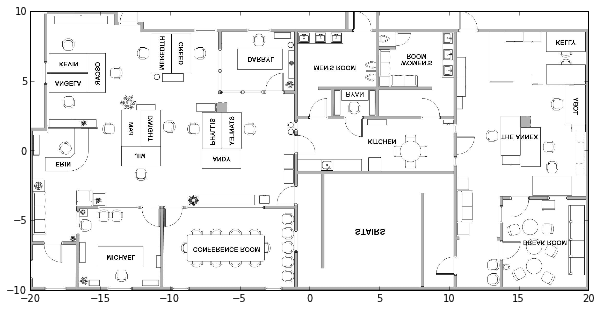 10
5
0
−5
−10
KEVIN
ANGELA
OSCAR
MEREDITH
CREED
DARRYL
MEN'S ROOM
WOMEN'S
ROOM
KELLY
RYAN
TOBY
PAM
DWIGHT
JIM
PHYLLIS
STANLEY
ANDY
ERIN
KITCHEN
THE ANNEX
STAIRS
MICHAEL
CONFERENCE ROOM
BREAK ROOM
−20
−15
−10
−5
0
5
10
15
20